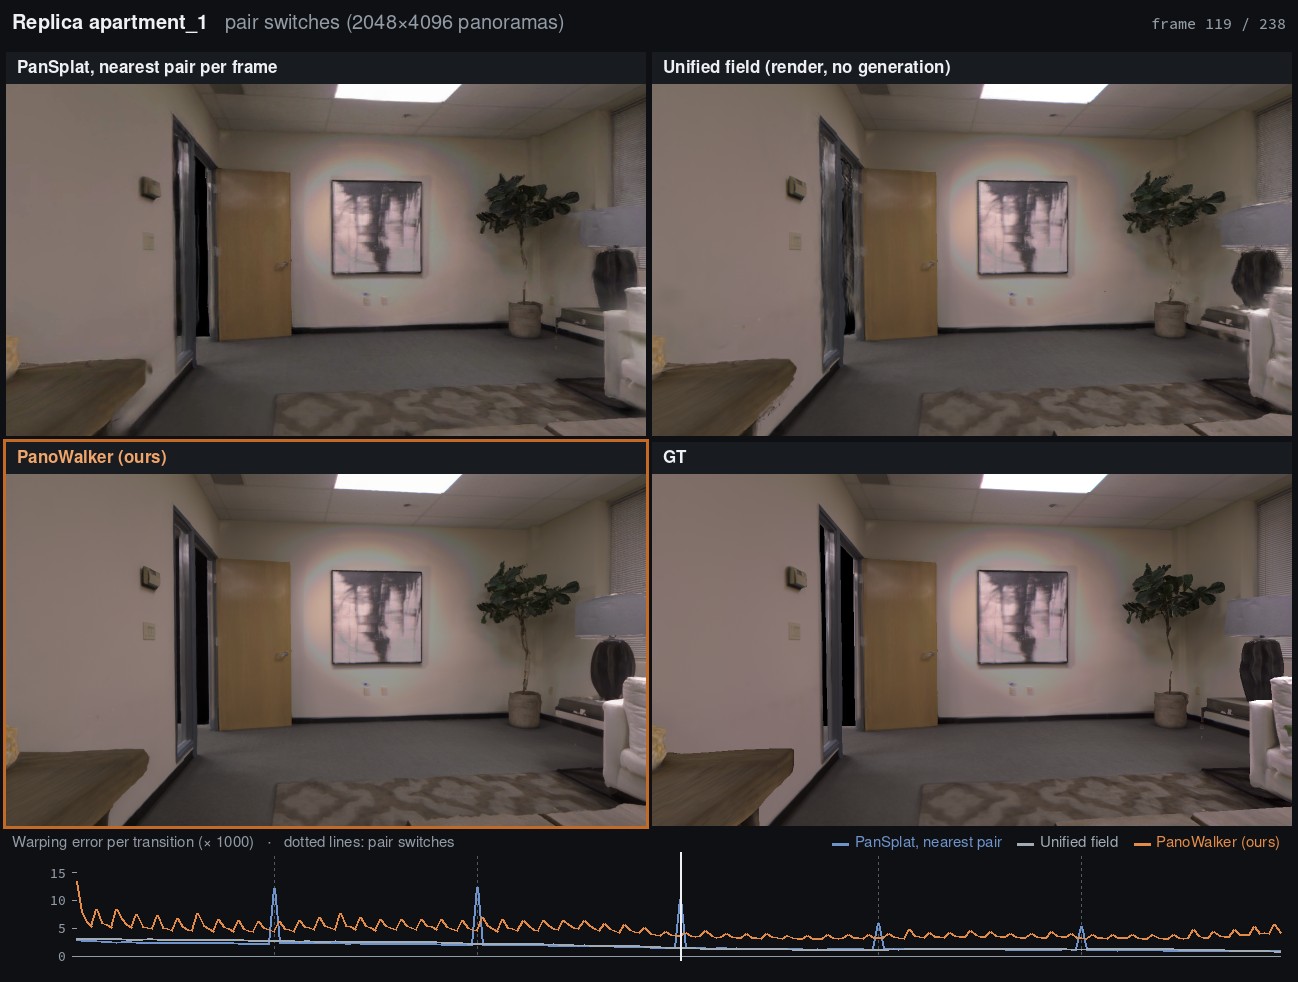 Replica apartment_1 pair switches (2048×4096 panoramas) frame 119 / 238
PanSplat, nearest pair per frame
Unified field (render, no generation)
PanoWalker (ours)
GT
Warping error per transition (× 1000) · dotted lines: pair switches
PanSplat, nearest pair Unified field PanoWalker (ours)
15
10
5
0